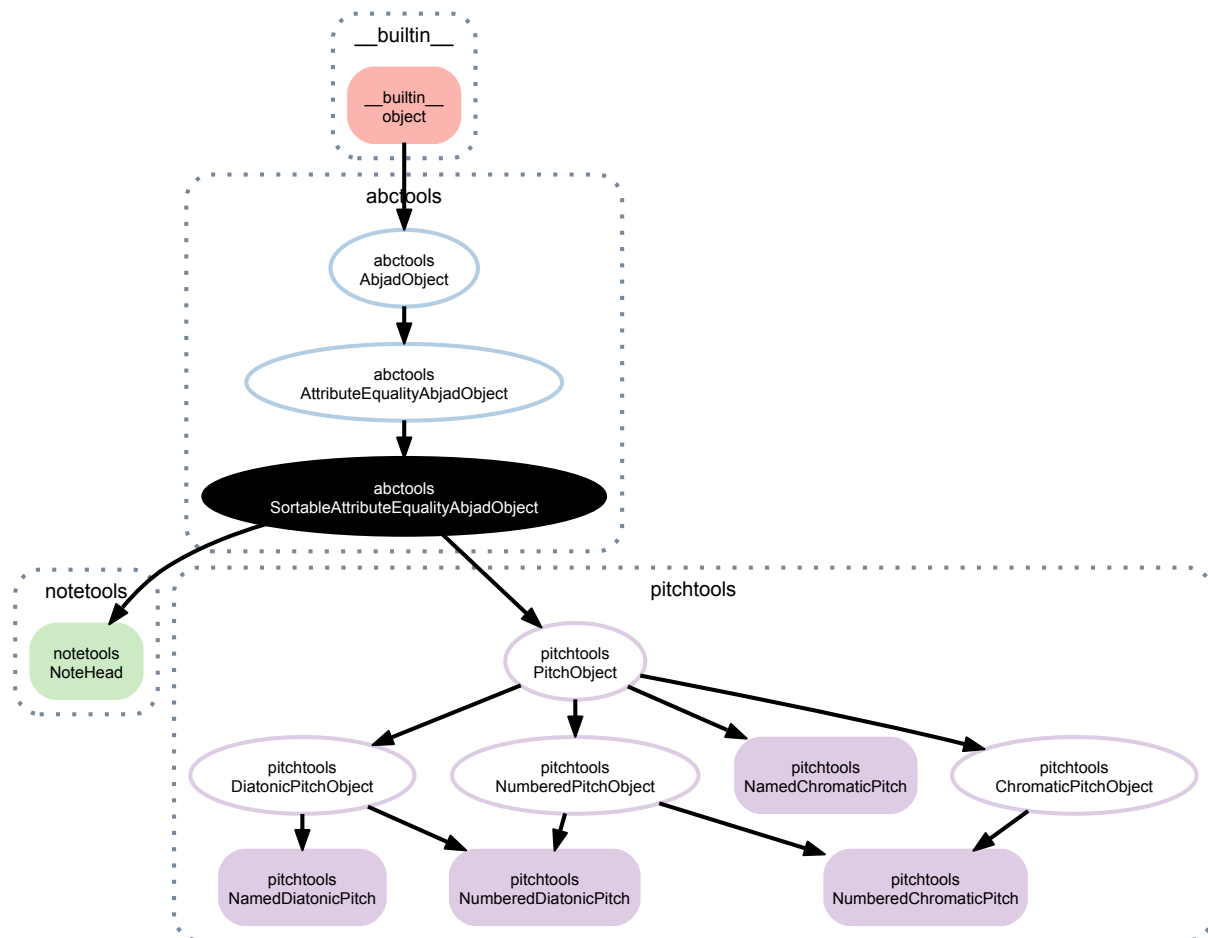 __builtin__
__builtin__
object
abctools
abctools
AbjadObject
abctools
AttributeEqualityAbjadObject
abctools
SortableAttributeEqualityAbjadObject
notetools
notetools
NoteHead
pitchtools
pitchtools
PitchObject
pitchtools
DiatonicPitchObject
pitchtools
NumberedPitchObject
pitchtools
NamedChromaticPitch
pitchtools
ChromaticPitchObject
pitchtools
NamedDiatonicPitch
pitchtools
NumberedDiatonicPitch
pitchtools
NumberedChromaticPitch